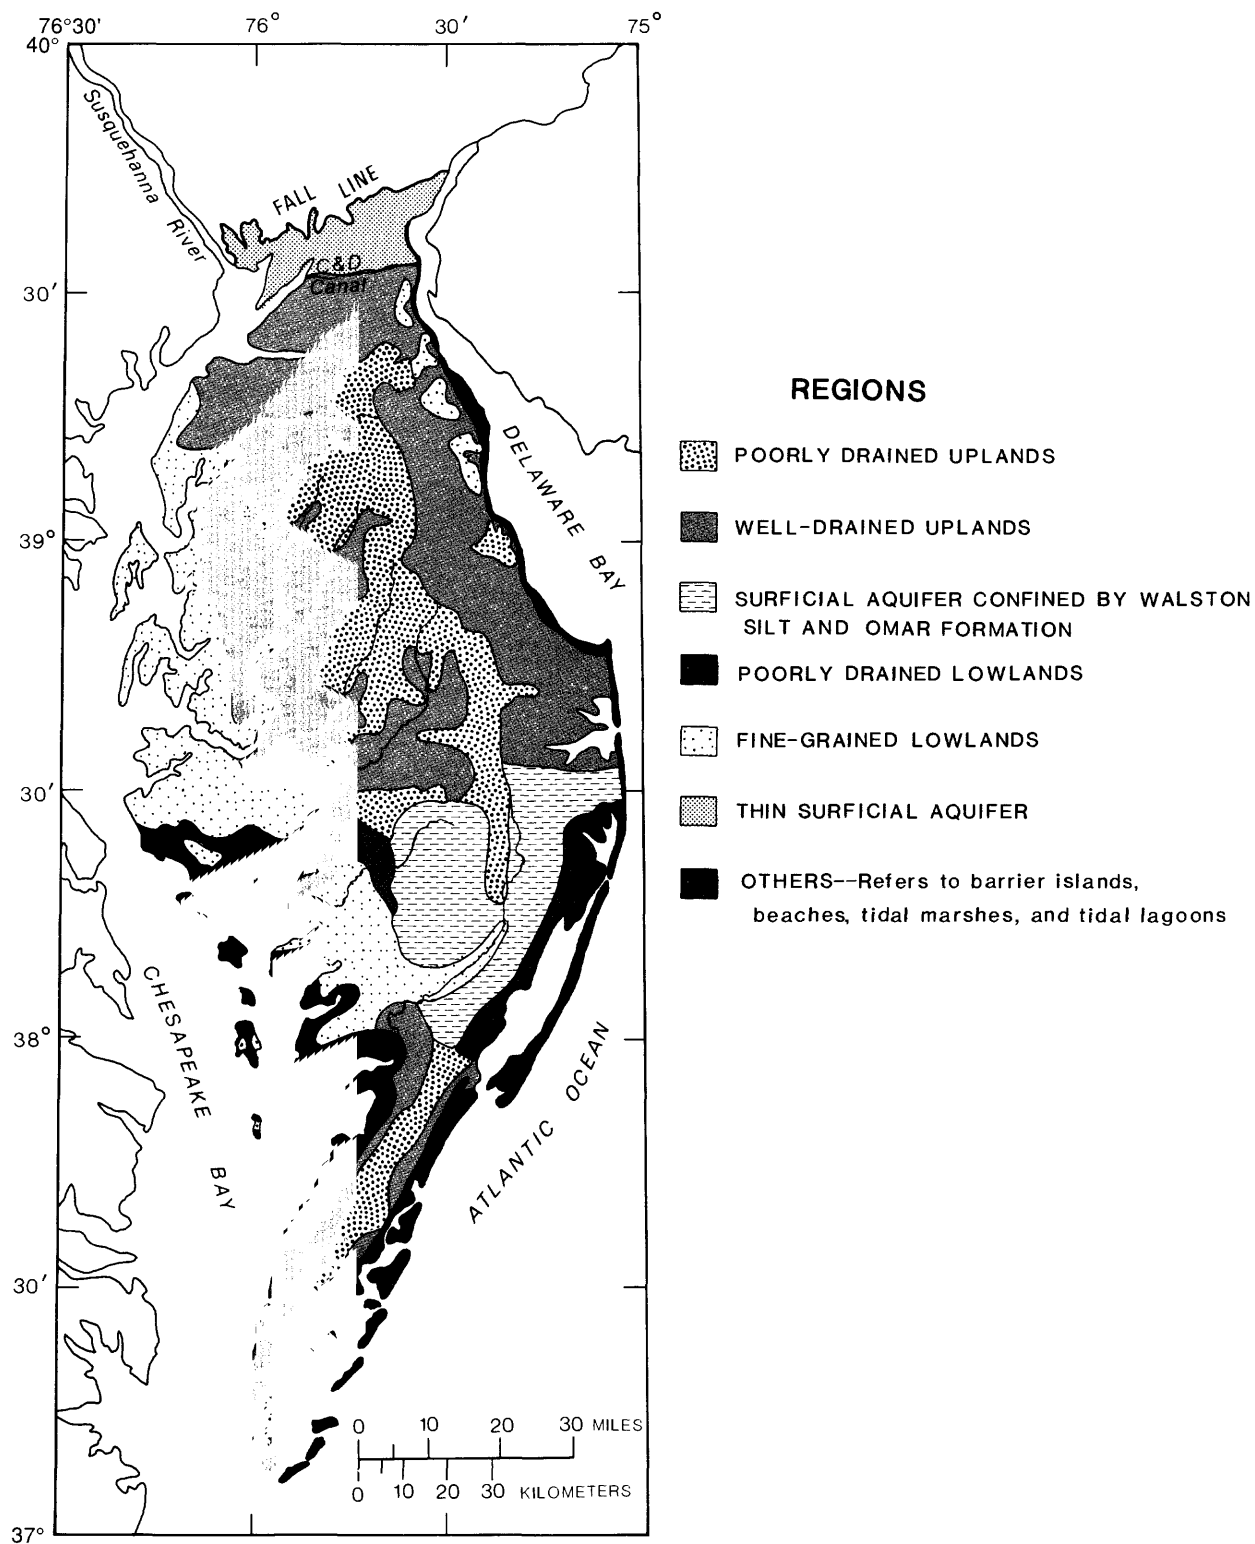 76°30'
76°
30'
75°
40°
Susquehanna River
FALL LINE
C&D
Canal
30'
DELAWARE BAY
39°
30'
CHESAPEAKE BAY
38°
ATLANTIC OCEAN
30'
0 10 20 30 MILES
0 10 20 30 KILOMETERS
37°
REGIONS
POORLY DRAINED UPLANDS
WELL-DRAINED UPLANDS
SURFICIAL AQUIFER CONFINED BY WALSTON
SILT AND OMAR FORMATION
POORLY DRAINED LOWLANDS
FINE-GRAINED LOWLANDS
THIN SURFICIAL AQUIFER
OTHERS--Refers to barrier islands,
beaches, tidal marshes, and tidal lagoons